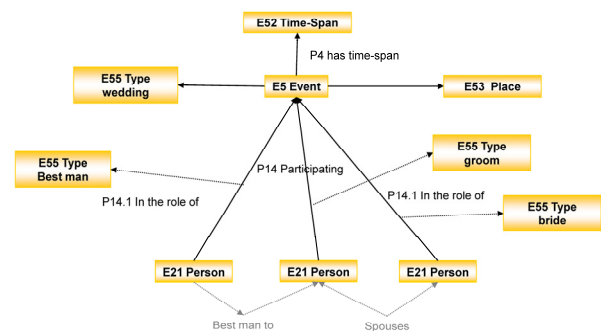 E52 Time-Span
P4 has time-span
E55 Type
wedding
E5 Event
E53 Place
E55 Type
Best man
P14 Participating
E55 Type
groom
P14.1 In the role of
P14.1 In the role of
E55 Type
bride
E21 Person
E21 Person
E21 Person
Best man to
Spouses